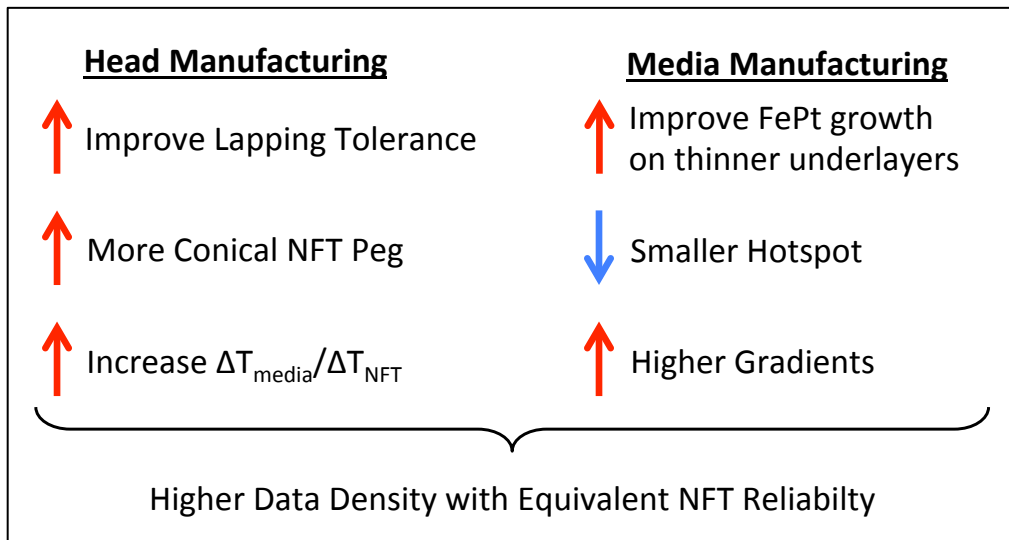 Head Manufacturing
Improve Lapping Tolerance
More Conical NFT Peg
Increase ΔTmedia/ΔTNFT
Media Manufacturing
Improve FePt growth
on thinner underlayers
Smaller Hotspot
Higher Gradients
Higher Data Density with Equivalent NFT Reliabilty